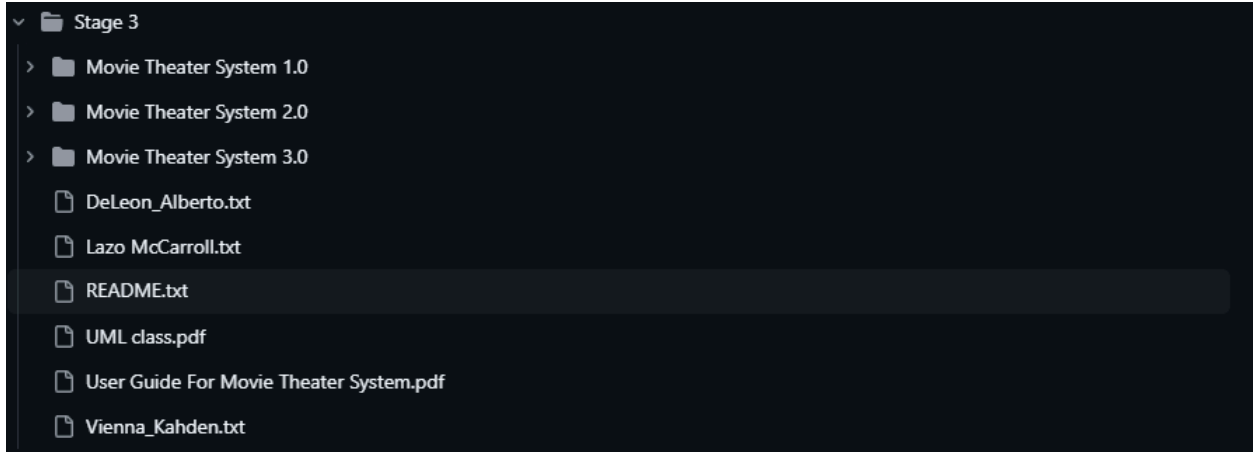 Stage 3
Movie Theater System 1.0
Movie Theater System 2.0
Movie Theater System 3.0
DeLeon_Alberto.txt
Lazo McCarroll.txt
README.txt
UML class.pdf
User Guide For Movie Theater System.pdf
Vienna_Kahden.txt